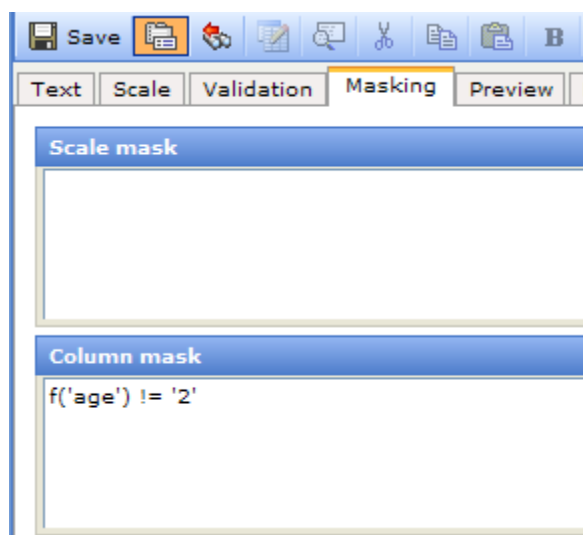 Save B
Text Scale Validation Masking Preview
Scale mask
Column mask
f('age') != '2'